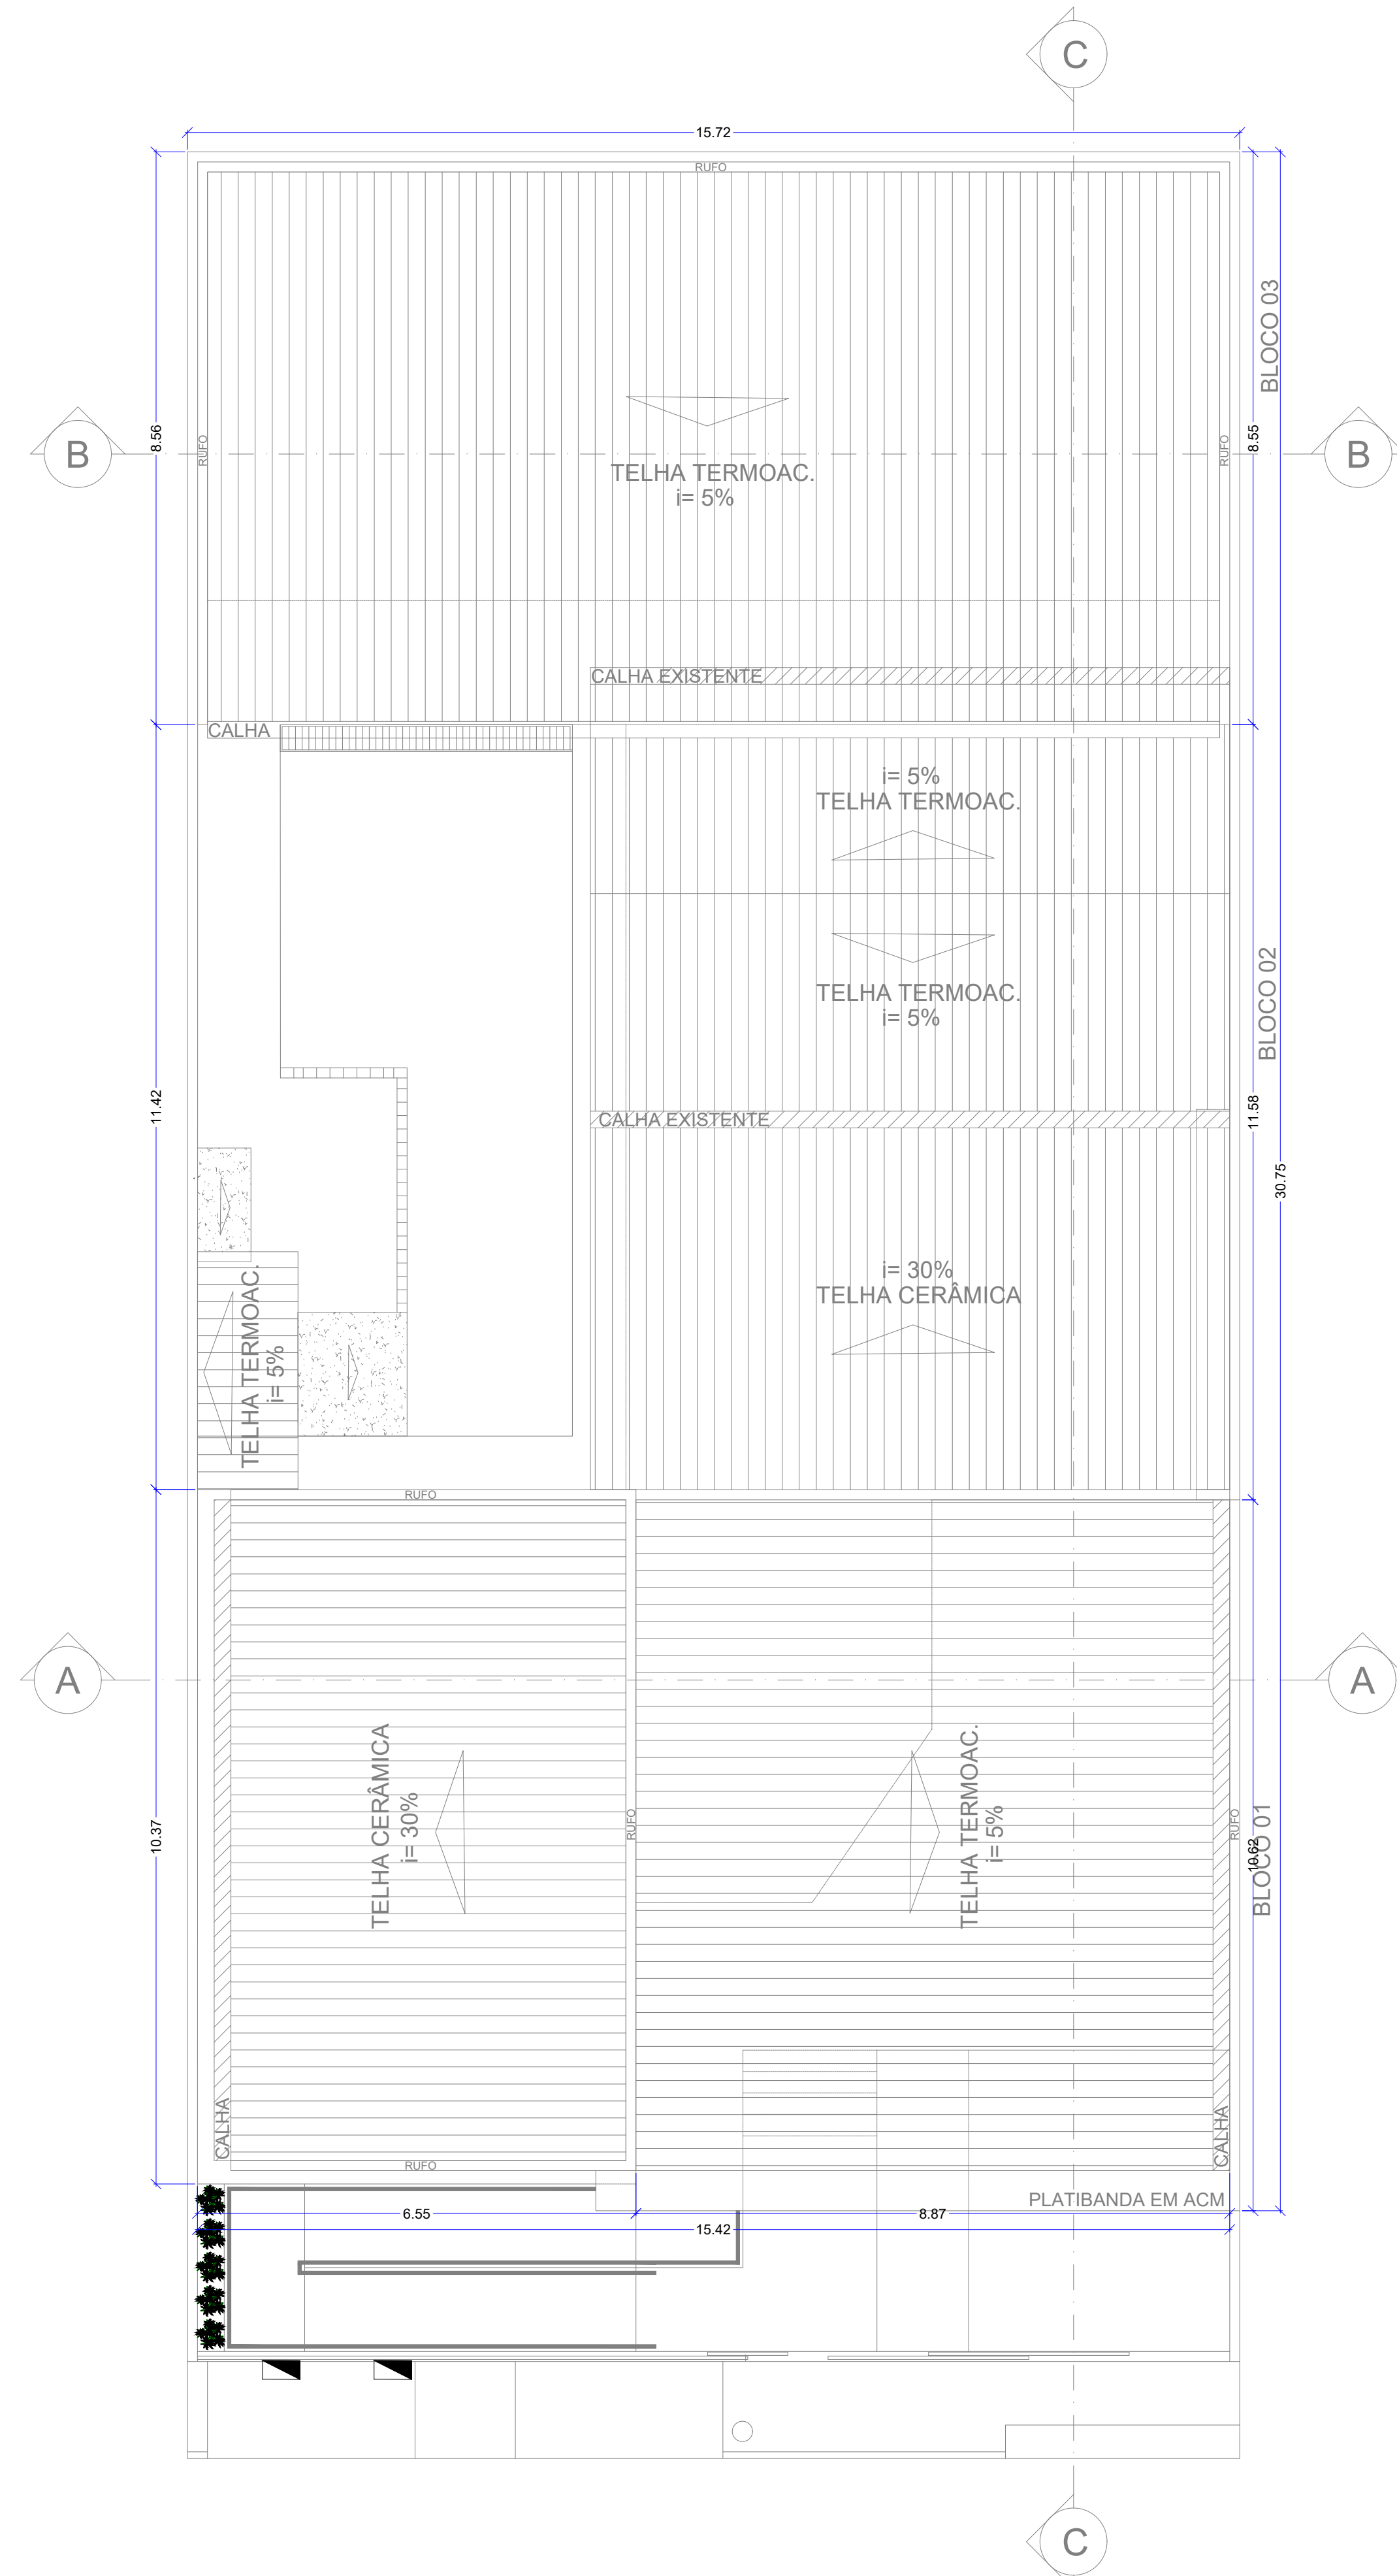 C
15.72
RUFO
BLOCO 03
8.56
B
RUFO
RUFO
8.55
B
TELHA TERMOAC.
i= 5%
CALHA EXISTENTE
CALHA
i= 5%
TELHA TERMOAC.
TELHA TERMOAC.
i= 5%
BLOCO 02
11.42
CALHA EXISTENTE
11.58
30.75
TELHA TERMOAC.
i= 5%
i= 30%
TELHA CERÂMICA
RUFO
A
A
TELHA CERÂMICA
i= 30%
RUFO
TELHA TERMOAC.
i= 5%
RUFO
10.37
10.62
BLOCO 01
CALHA
CALHA
RUFO
PLATIBANDA EM ACM
6.55
8.87
15.42
C